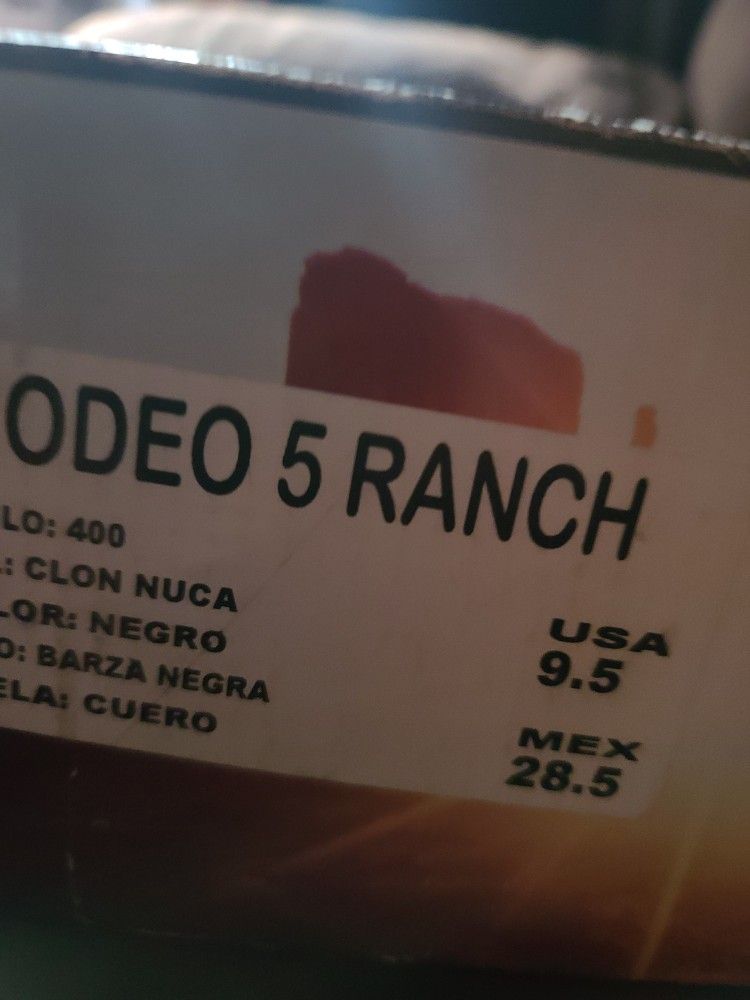 ODEO 5 RANCH
LO: 400
.: CLON NUCA
LOR: NEGRO
O: BARZA NEGRA
ELA: CUERO
USA
9.5
MEX
28.5